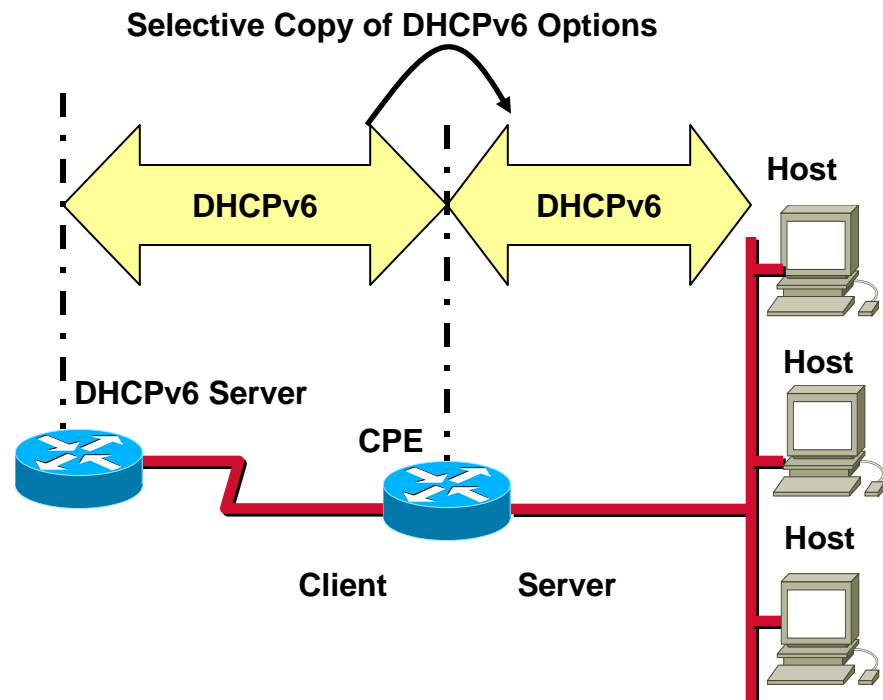 Selective Copy of DHCPv6 Options
Host
DHCPv6
DHCPv6
Host
DHCPv6 Server
CPE
Host
Client
Server